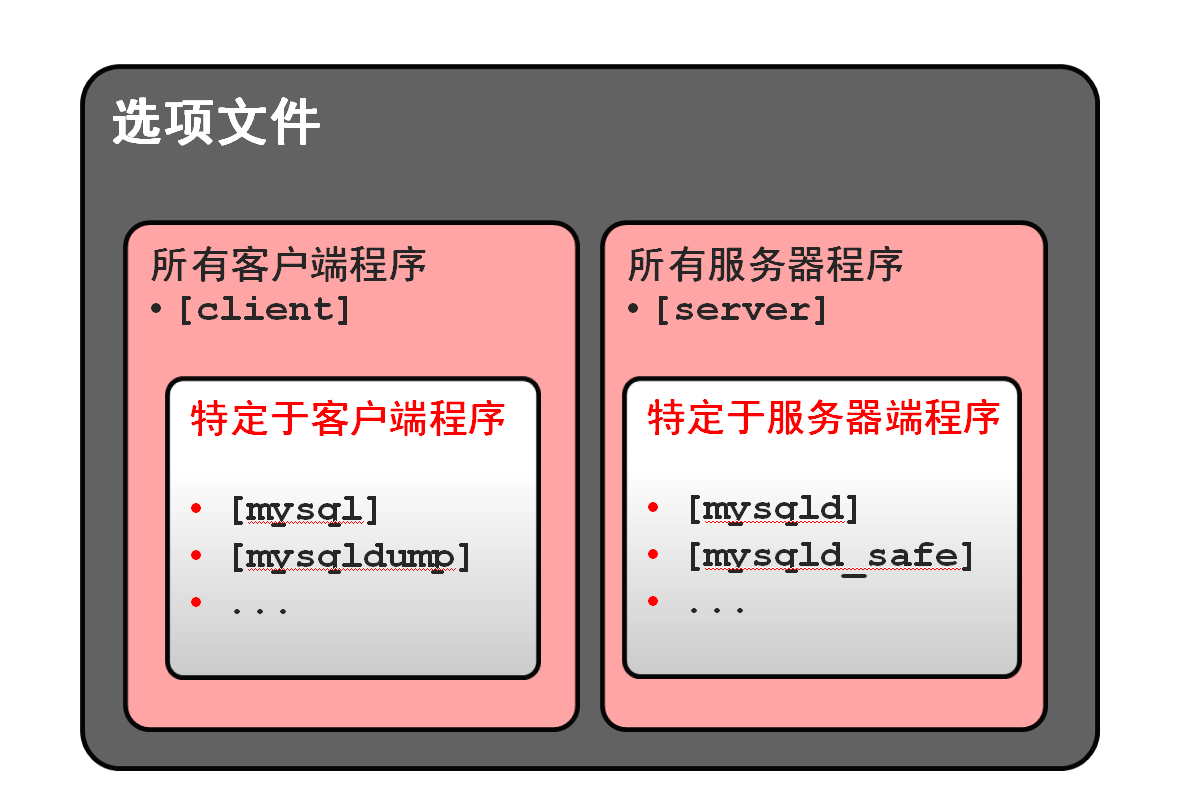 选项文件
所有客户端程序
• [client]
特定于客户端程序
• [mysql]
• [mysqldump]
• ...
所有服务器程序
• [server]
特定于服务器端程序
• [mysqld]
• [mysqld_safe]
• ...